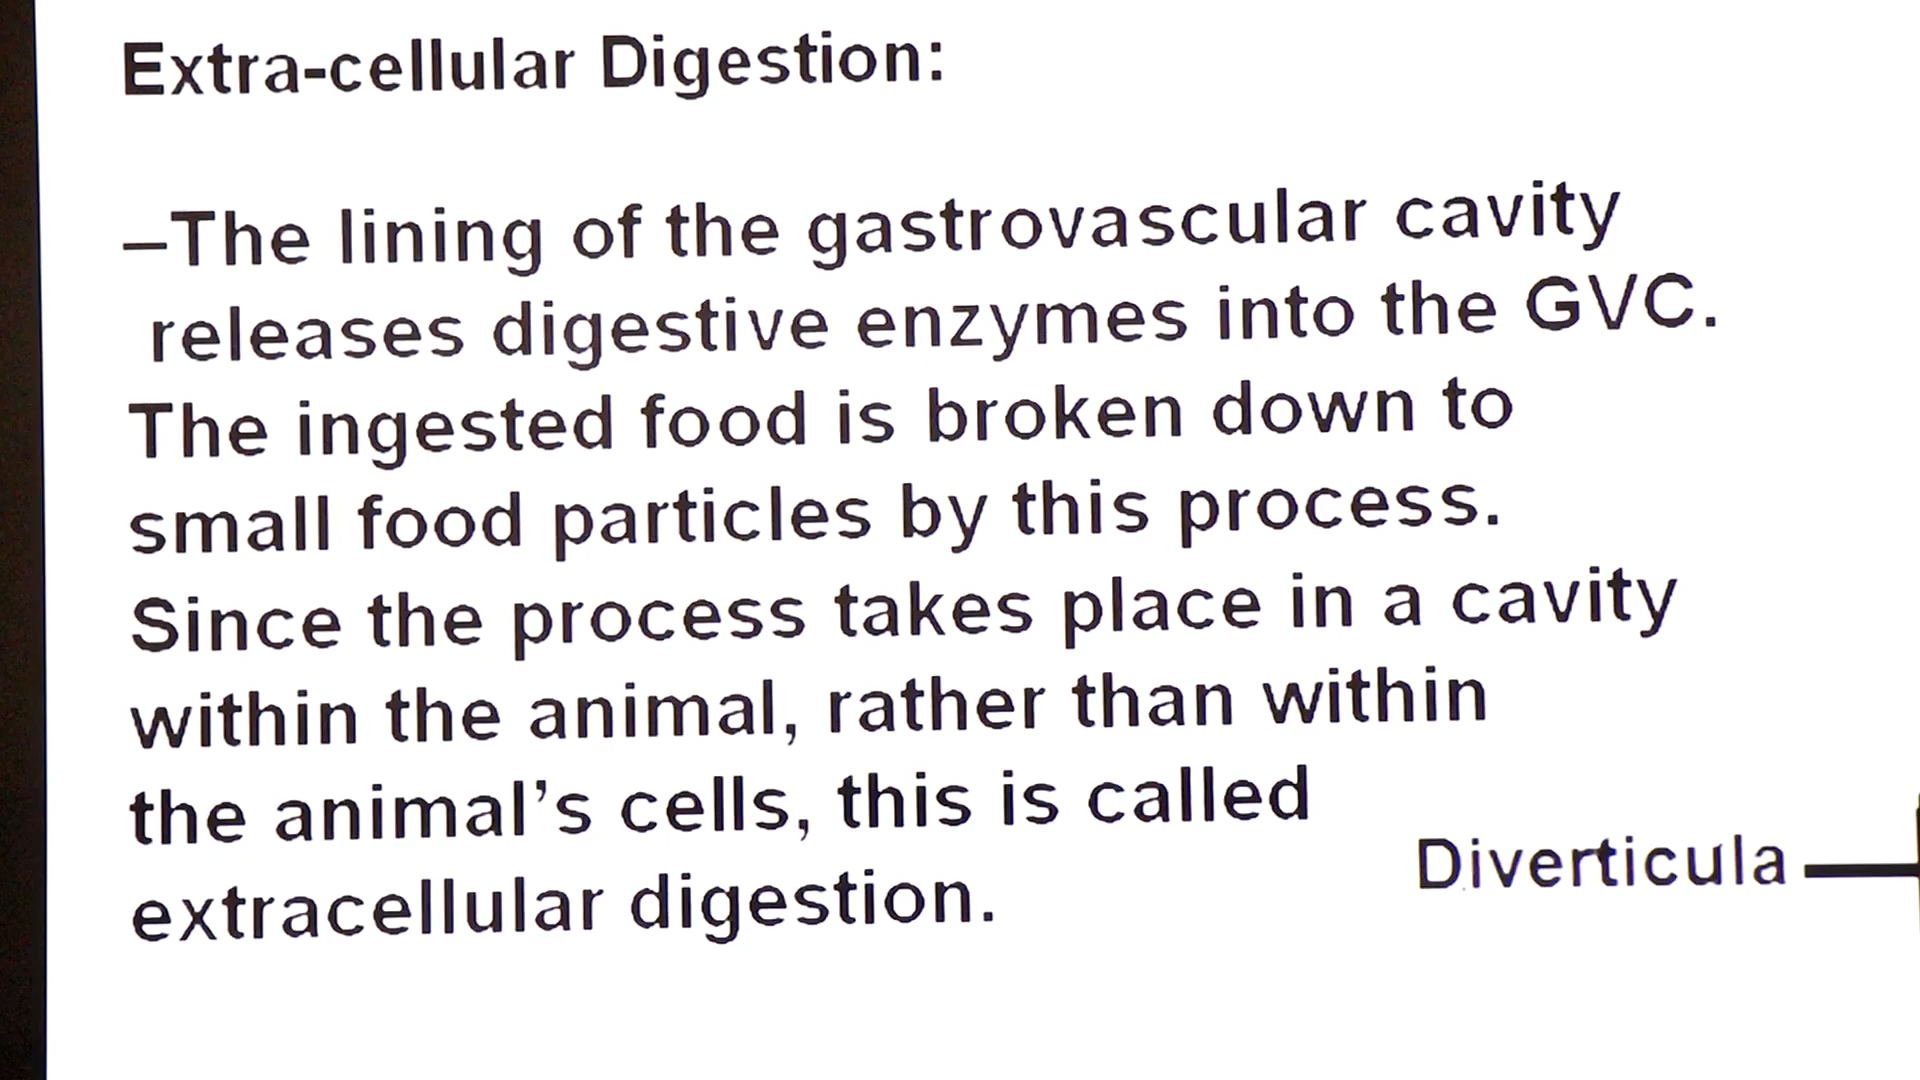 Extra-cellular Digestion:
–The lining of the gastrovascular cavity
releases digestive enzymes into the GVC.
The ingested food is broken down to
small food particles by this process.
Since the process takes place in a cavity
within the animal, rather than within
the animal’s cells, this is called
extracellular digestion.
Diverticula